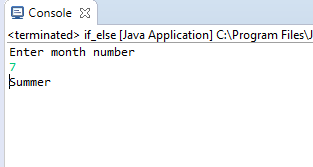 Console
<terminated> if_else [Java Application] C:\Program Files\J
Enter month number
7
Summer